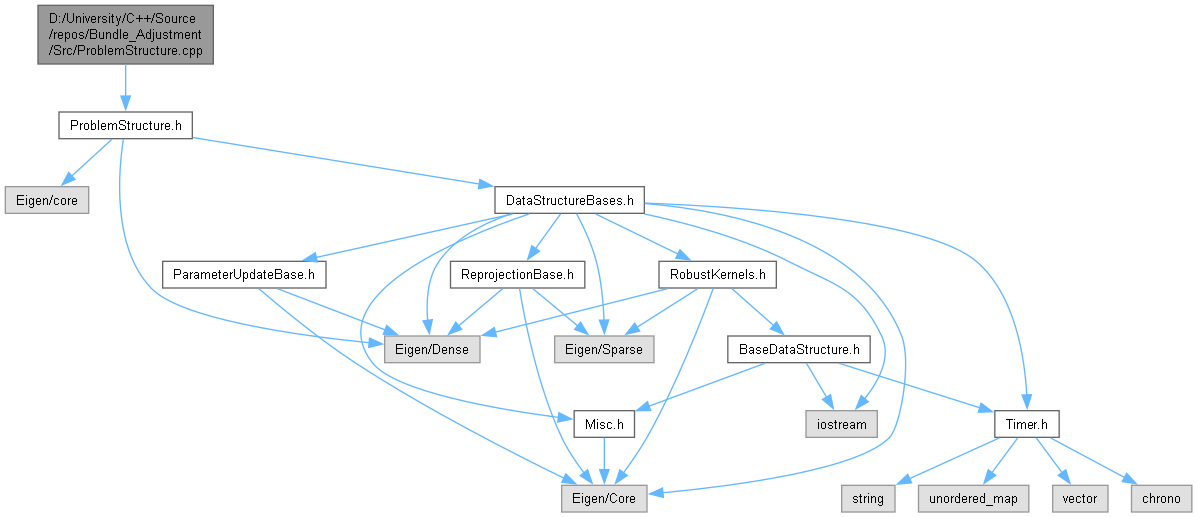 D:/University/C++/Source
/repos/Bundle_Adjustment
/Src/ProblemStructure.cpp
ProblemStructure.h
Eigen/core
DataStructureBases.h
ParameterUpdateBase.h
ReprojectionBase.h
RobustKernels.h
Eigen/Dense
Eigen/Sparse
BaseDataStructure.h
Misc.h
iostream
Timer.h
Eigen/Core
string
unordered_map
vector
chrono